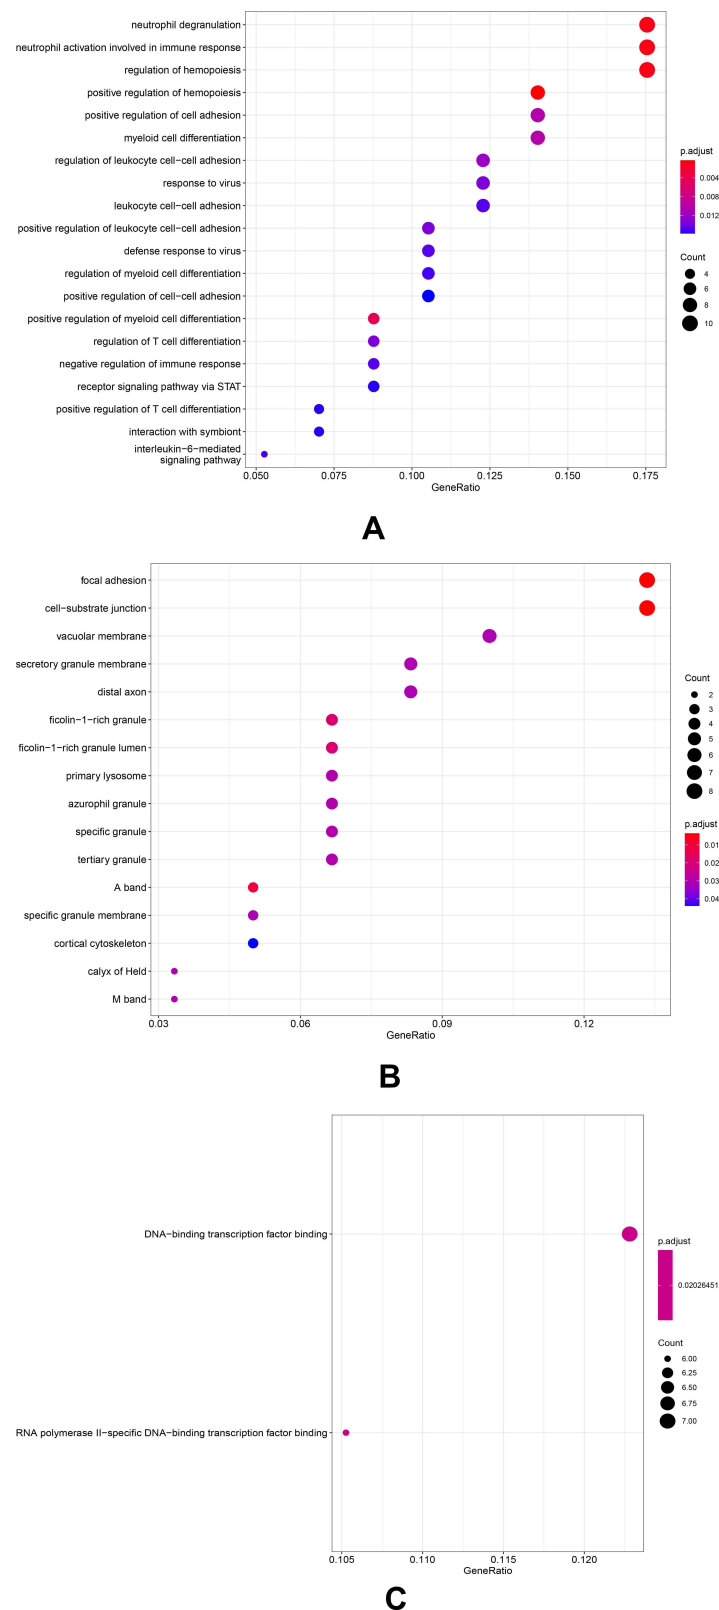 neutrophil degranulation
neutrophil activation involved in immune response
regulation of hemopoiesis
positive regulation of hemopoiesis
positive regulation of cell adhesion
myeloid cell differentiation
regulation of leukocyte cell−cell adhesion
response to virus
leukocyte cell−cell adhesion
positive regulation of leukocyte cell−cell adhesion
defense response to virus
regulation of myeloid cell differentiation
positive regulation of cell−cell adhesion
positive regulation of myeloid cell differentiation
regulation of T cell differentiation
negative regulation of immune response
receptor signaling pathway via STAT
positive regulation of T cell differentiation
interaction with symbiont
interleukin−6−mediated
signaling pathway
0.050 0.075 0.100 0.125 0.150 0.175
GeneRatio
p.adjust
0.004
0.008
0.012
Count
4
6
8
10
A
focal adhesion
cell−substrate junction
vacuolar membrane
secretory granule membrane
distal axon
ficolin−1−rich granule
ficolin−1−rich granule lumen
primary lysosome
azurophil granule
specific granule
tertiary granule
A band
specific granule membrane
cortical cytoskeleton
calyx of Held
M band
0.03 0.06 0.09 0.12
GeneRatio
Count
2
3
4
5
6
7
8
p.adjust
0.01
0.02
0.03
0.04
B
DNA−binding transcription factor binding
RNA polymerase II−specific DNA−binding transcription factor binding
0.105 0.110 0.115 0.120
GeneRatio
p.adjust
0.02026451
Count
6.00
6.25
6.50
6.75
7.00
C